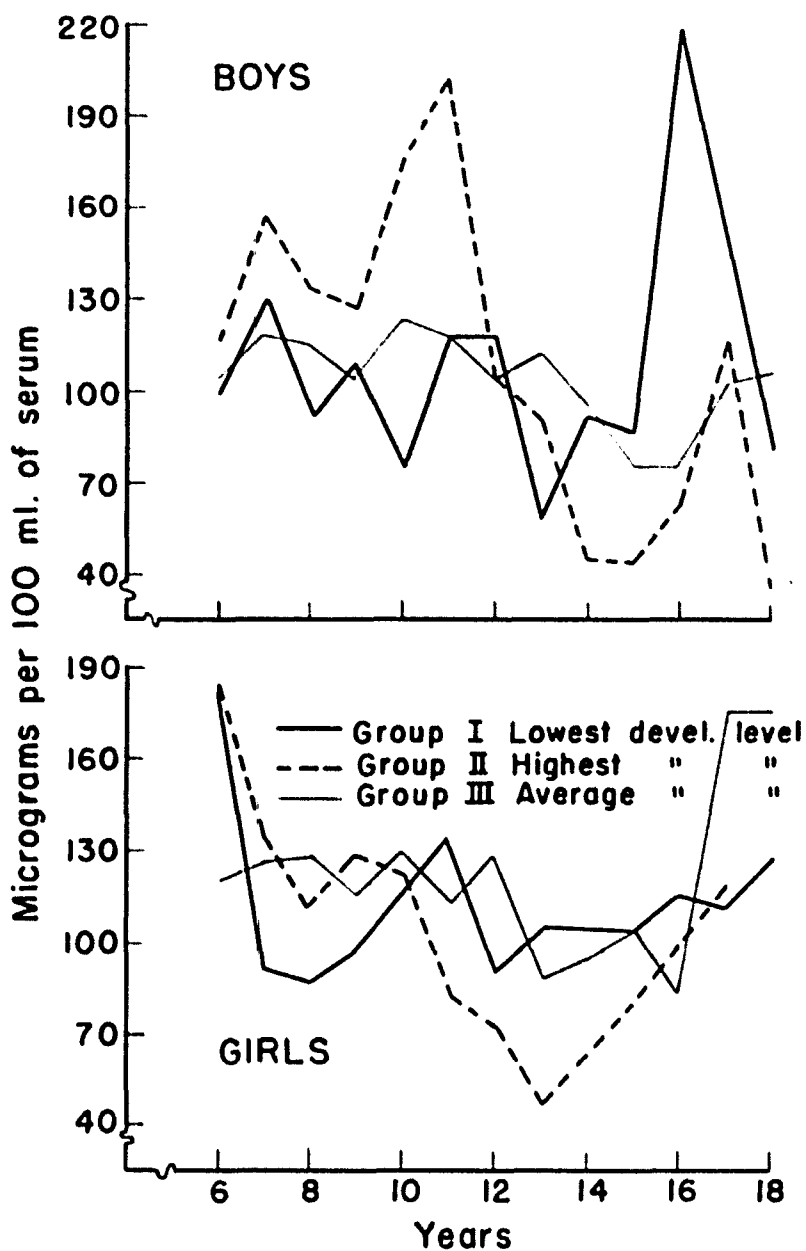 220
BOYS
190
160
130
100
70
40
Micrograms per 100 ml. of serum
190
Group I Lowest devel. level
160
Group II Highest " "
Group III Average " "
130
100
70
GIRLS
40
6 8 10 12 14 16 18
Years